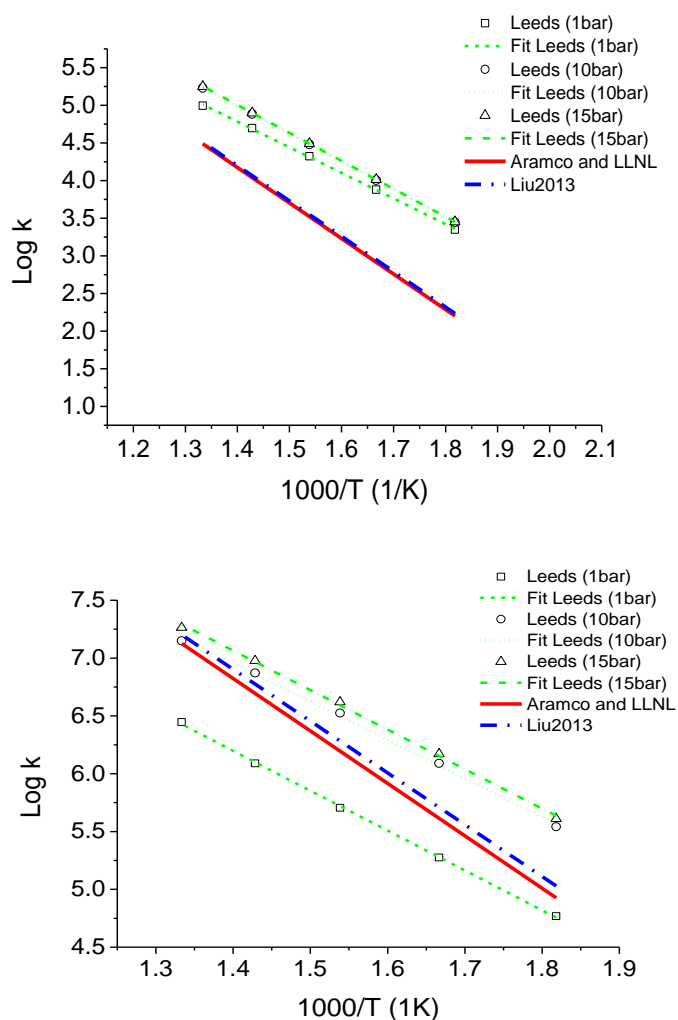 Leeds (1bar)
Fit Leeds (1bar)
Leeds (10bar)
Fit Leeds (10bar)
Leeds (15bar)
Fit Leeds (15bar)
Aramco and LLNL
Liu2013
5.5
5.0
4.5
4.0
3.5
3.0
2.5
2.0
1.5
1.0
Log k
1.2 1.3 1.4 1.5 1.6 1.7 1.8 1.9 2.0 2.1
1000/T (1/K)
Leeds (1bar)
Fit Leeds (1bar)
Leeds (10bar)
Fit Leeds (10bar)
Leeds (15bar)
Fit Leeds (15bar)
Aramco and LLNL
Liu2013
7.5
7.0
6.5
6.0
5.5
5.0
4.5
Log k
1.3 1.4 1.5 1.6 1.7 1.8 1.9
1000/T (1K)